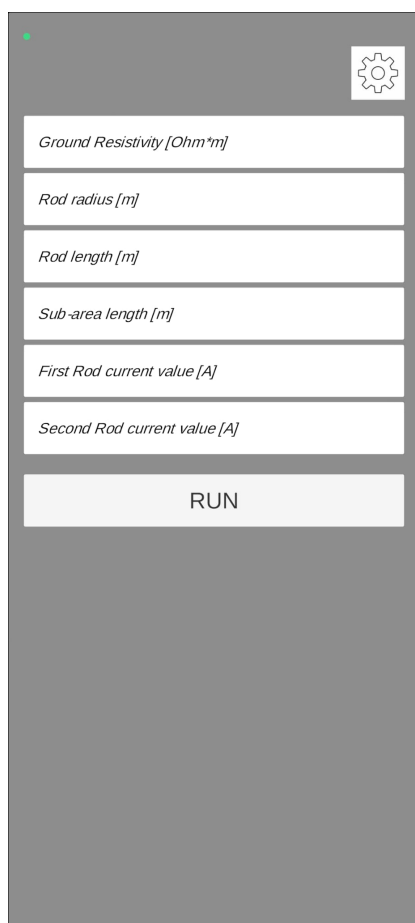 Ground Resistivity [Ohm*m]
Rod radius [m]
Rod length [m]
Sub-area length [m]
First Rod current value [A]
Second Rod current value [A]
RUN